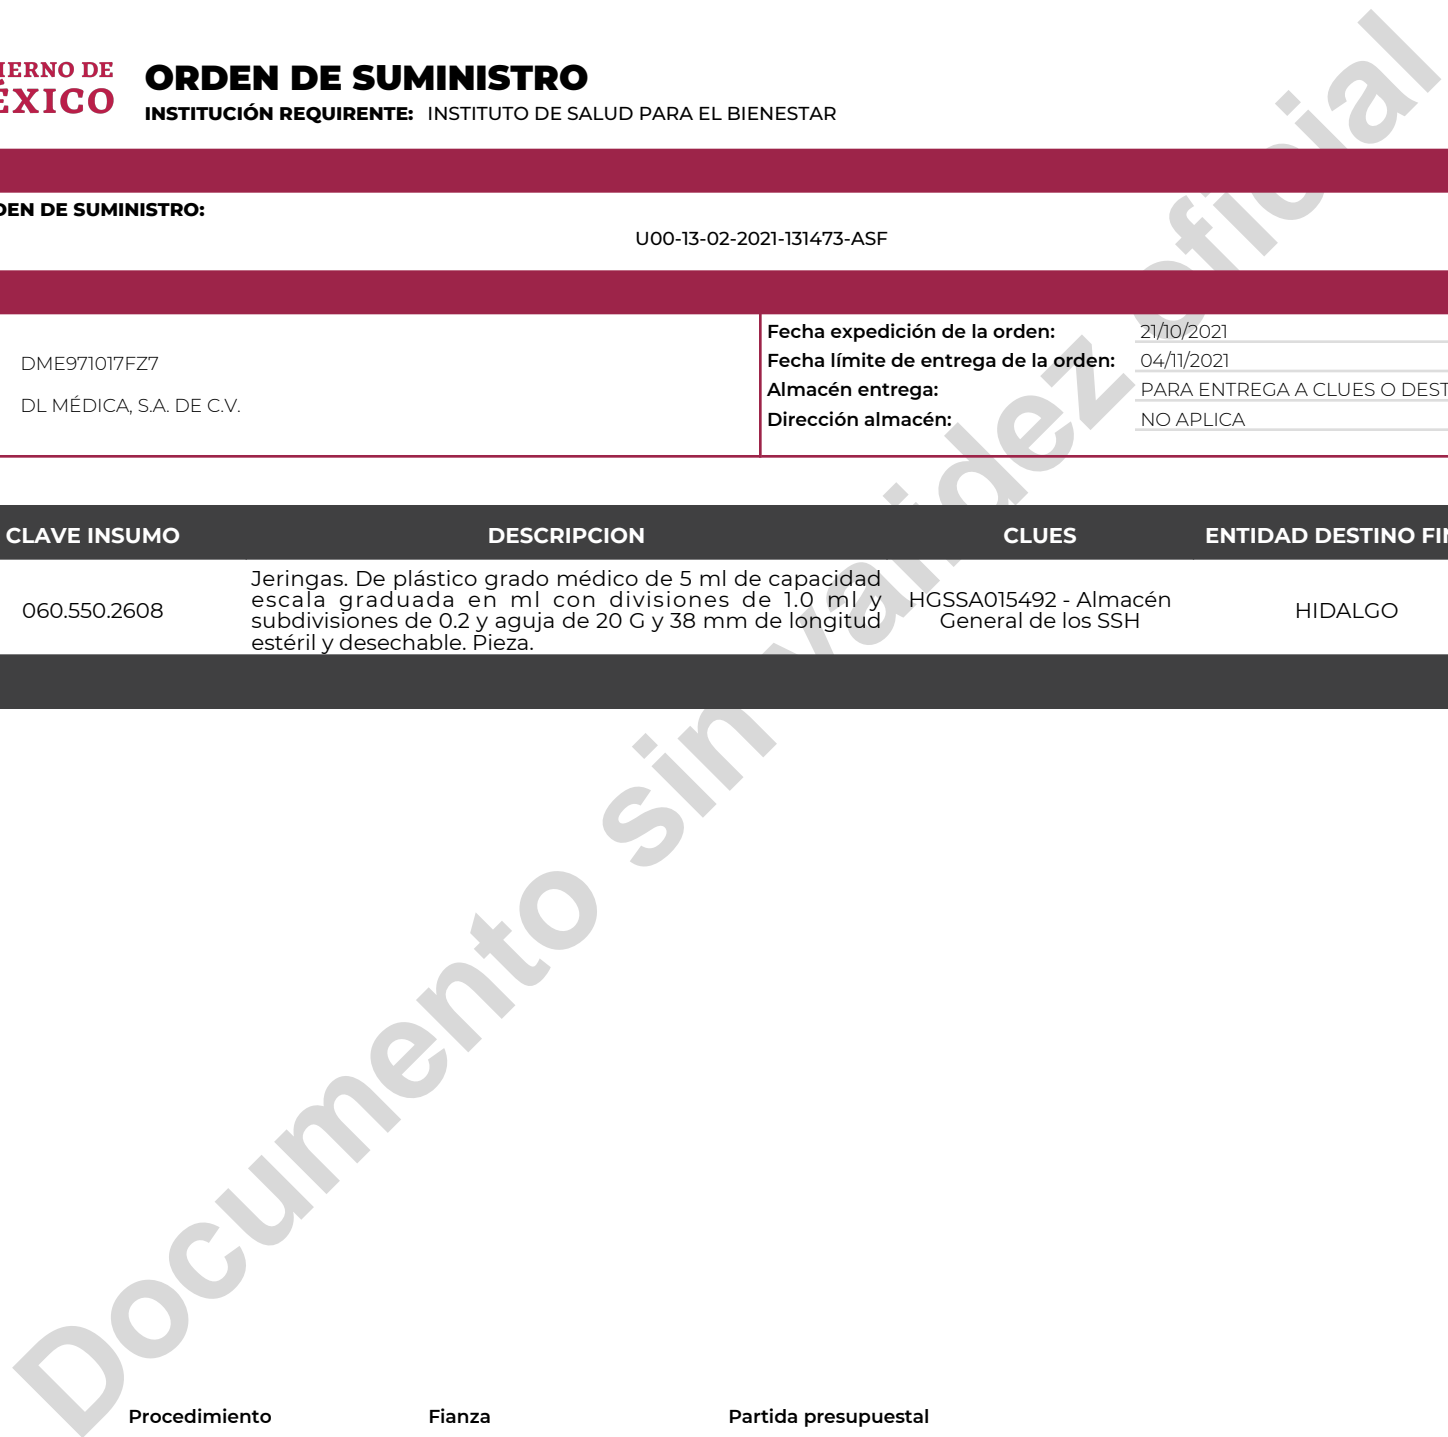 IERNO DE
ÉXICO
ORDEN DE SUMINISTRO
INSTITUCIÓN REQUIRENTE: INSTITUTO DE SALUD PARA EL BIENESTAR
DEN DE SUMINISTRO:
U00-13-02-2021-131473-ASF
DME971017FZ7
DL MÉDICA, S.A. DE C.V.
Fecha expedición de la orden: 21/10/2021
Fecha límite de entrega de la orden: 04/11/2021
Almacén entrega: PARA ENTREGA A CLUES O DEST
Dirección almacén: NO APLICA
CLAVE INSUMO DESCRIPCION CLUES ENTIDAD DESTINO FIN
060.550.2608
Jeringas. De plástico grado médico de 5 ml de capacidad
escala graduada en ml con divisiones de 1.0 ml y
subdivisiones de 0.2 y aguja de 20 G y 38 mm de longitud
estéril y desechable. Pieza.
HGSSA015492 - Almacén
General de los SSH
HIDALGO
Documento sin validez oficial
Procedimiento Fianza Partida presupuestal